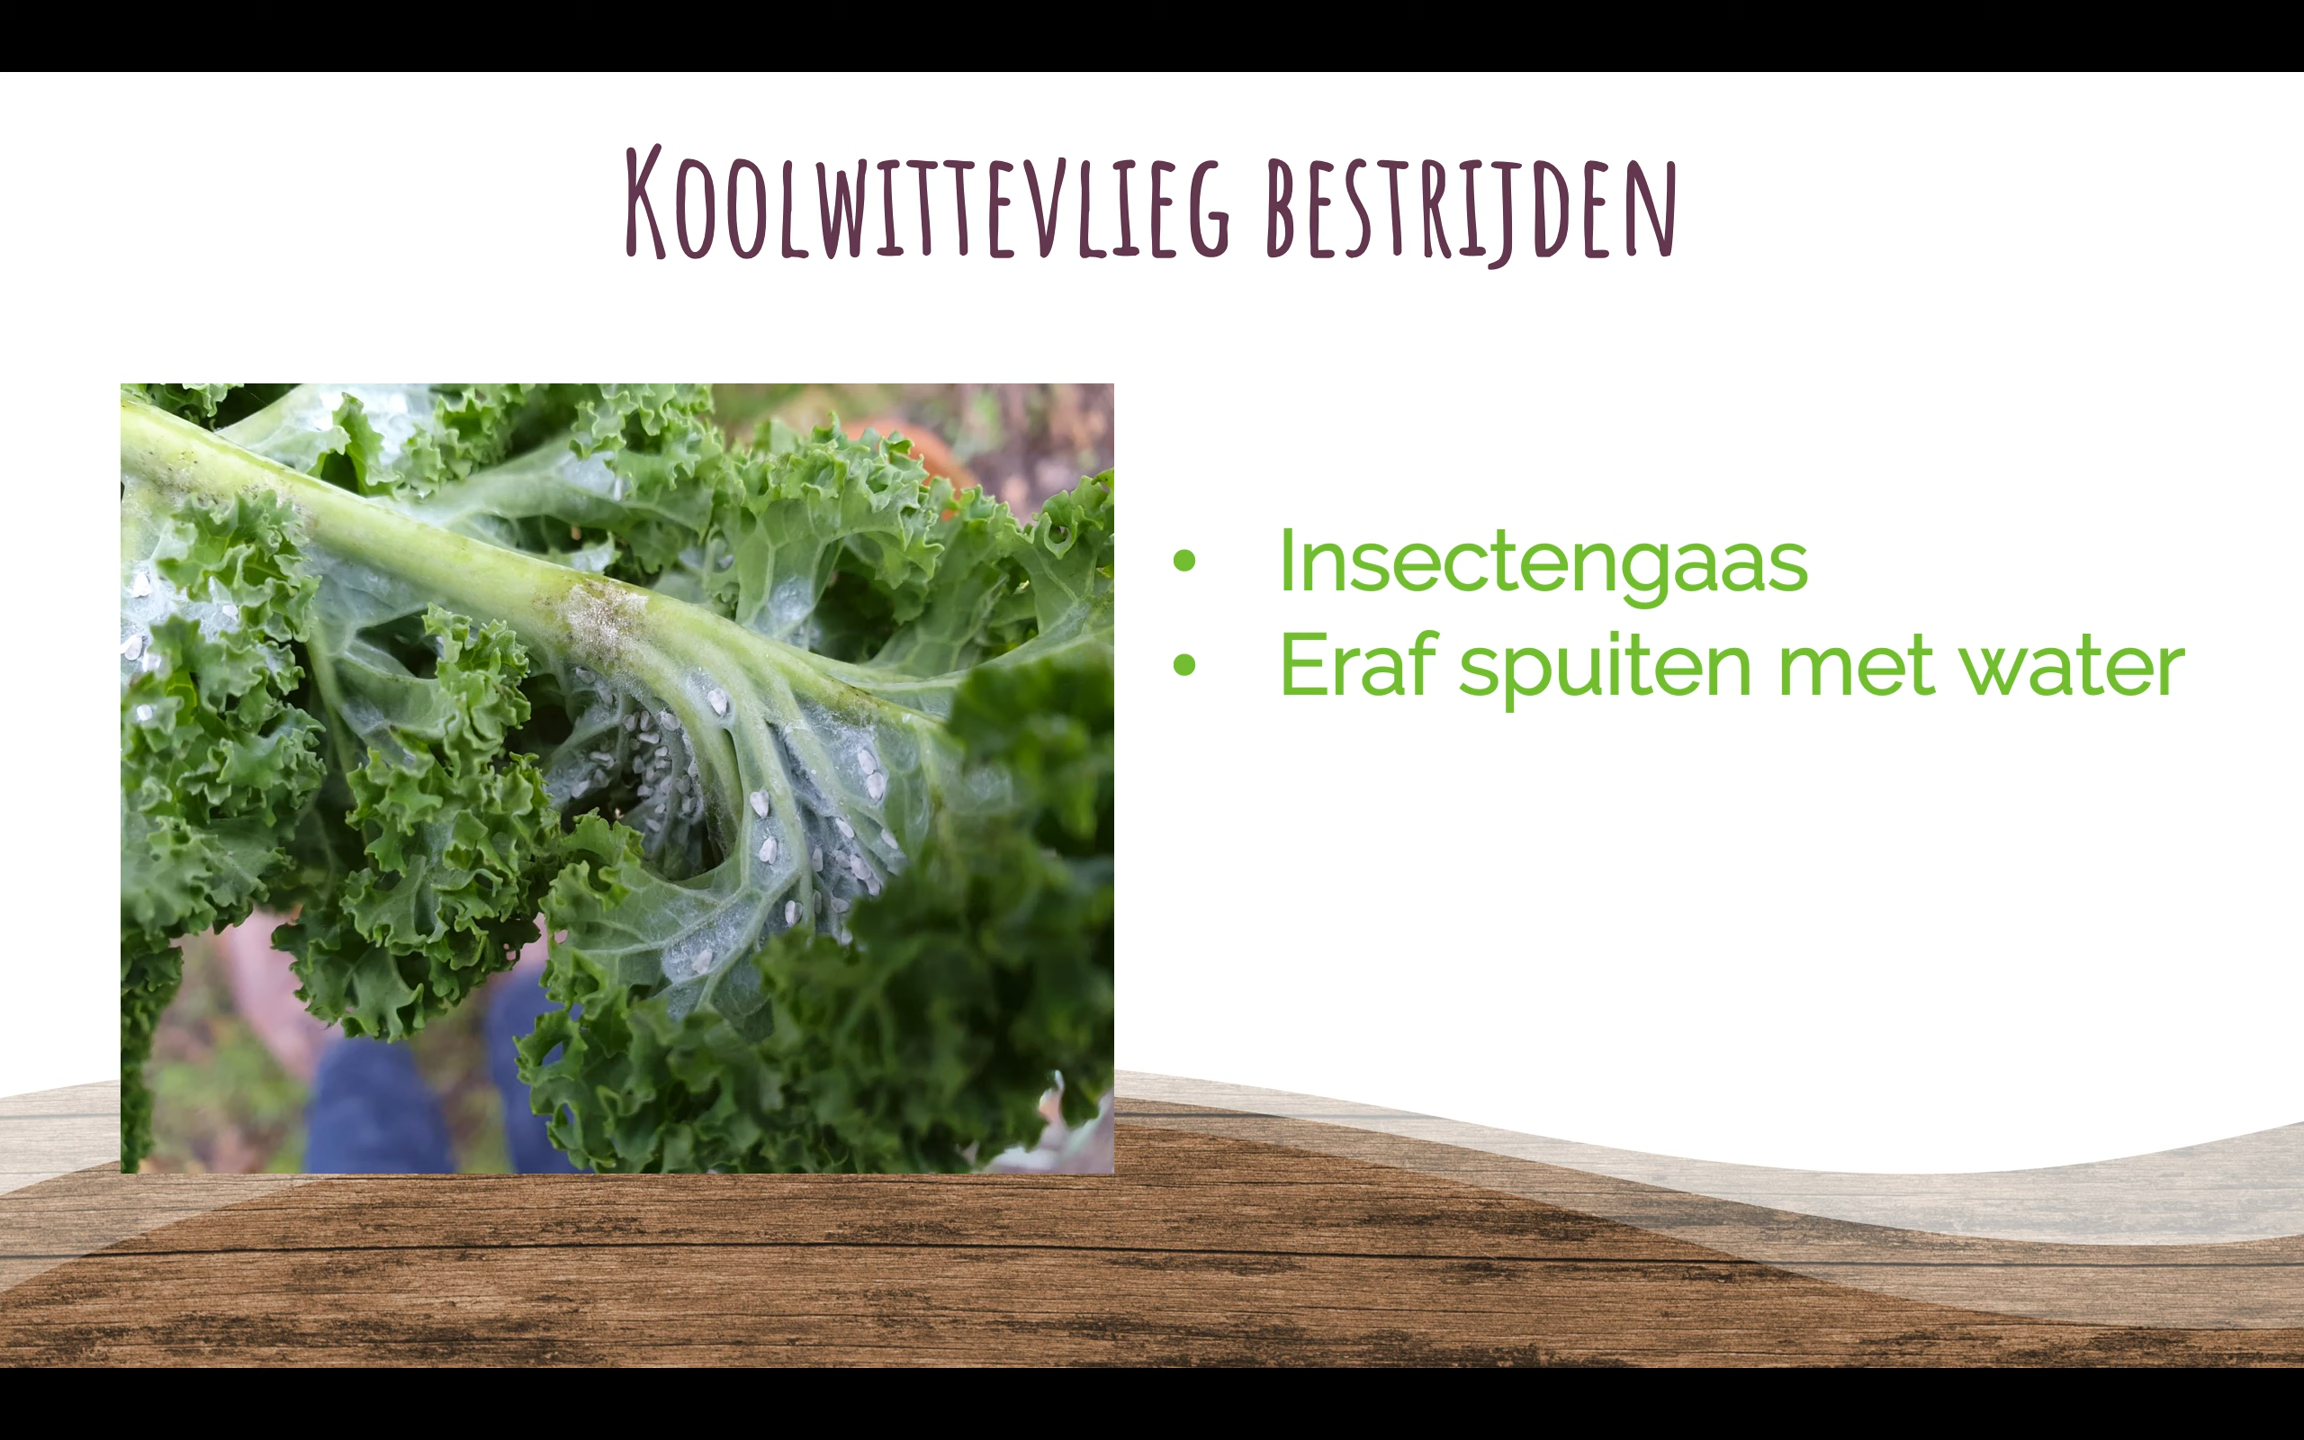 Koolwittevlieg bestrijden
• Insectengaas
• Eraf spuiten met water